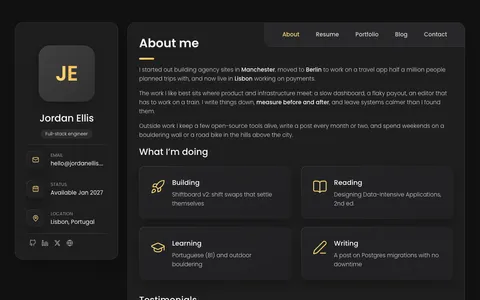 JE
Jordan Ellis
Full-stack engineer
EMAIL
hello@jordanellis...
STATUS
Available Jan 2027
LOCATION
Lisbon, Portugal
About
Resume
Portfolio
Blog
Contact
About me
I started out building agency sites in Manchester, moved to Berlin to work on a travel app half a million people
planned trips with, and now live in Lisbon working on payments.
The work I like best sits where product and infrastructure meet: a slow dashboard, a flaky payout, an editor that
has to work on a train. I write things down, measure before and after, and leave systems calmer than I found
them.
Outside work I keep a few open-source tools alive, write a post every month or two, and spend weekends on a
bouldering wall or a road bike in the hills above the city.
What I'm doing
Building
Shiftboard v2: shift swaps that settle
themselves
Reading
Designing Data-Intensive Applications,
2nd ed.
Learning
Portuguese (B1) and outdoor
bouldering
Writing
A post on Postgres migrations with no
downtime
Testimonials